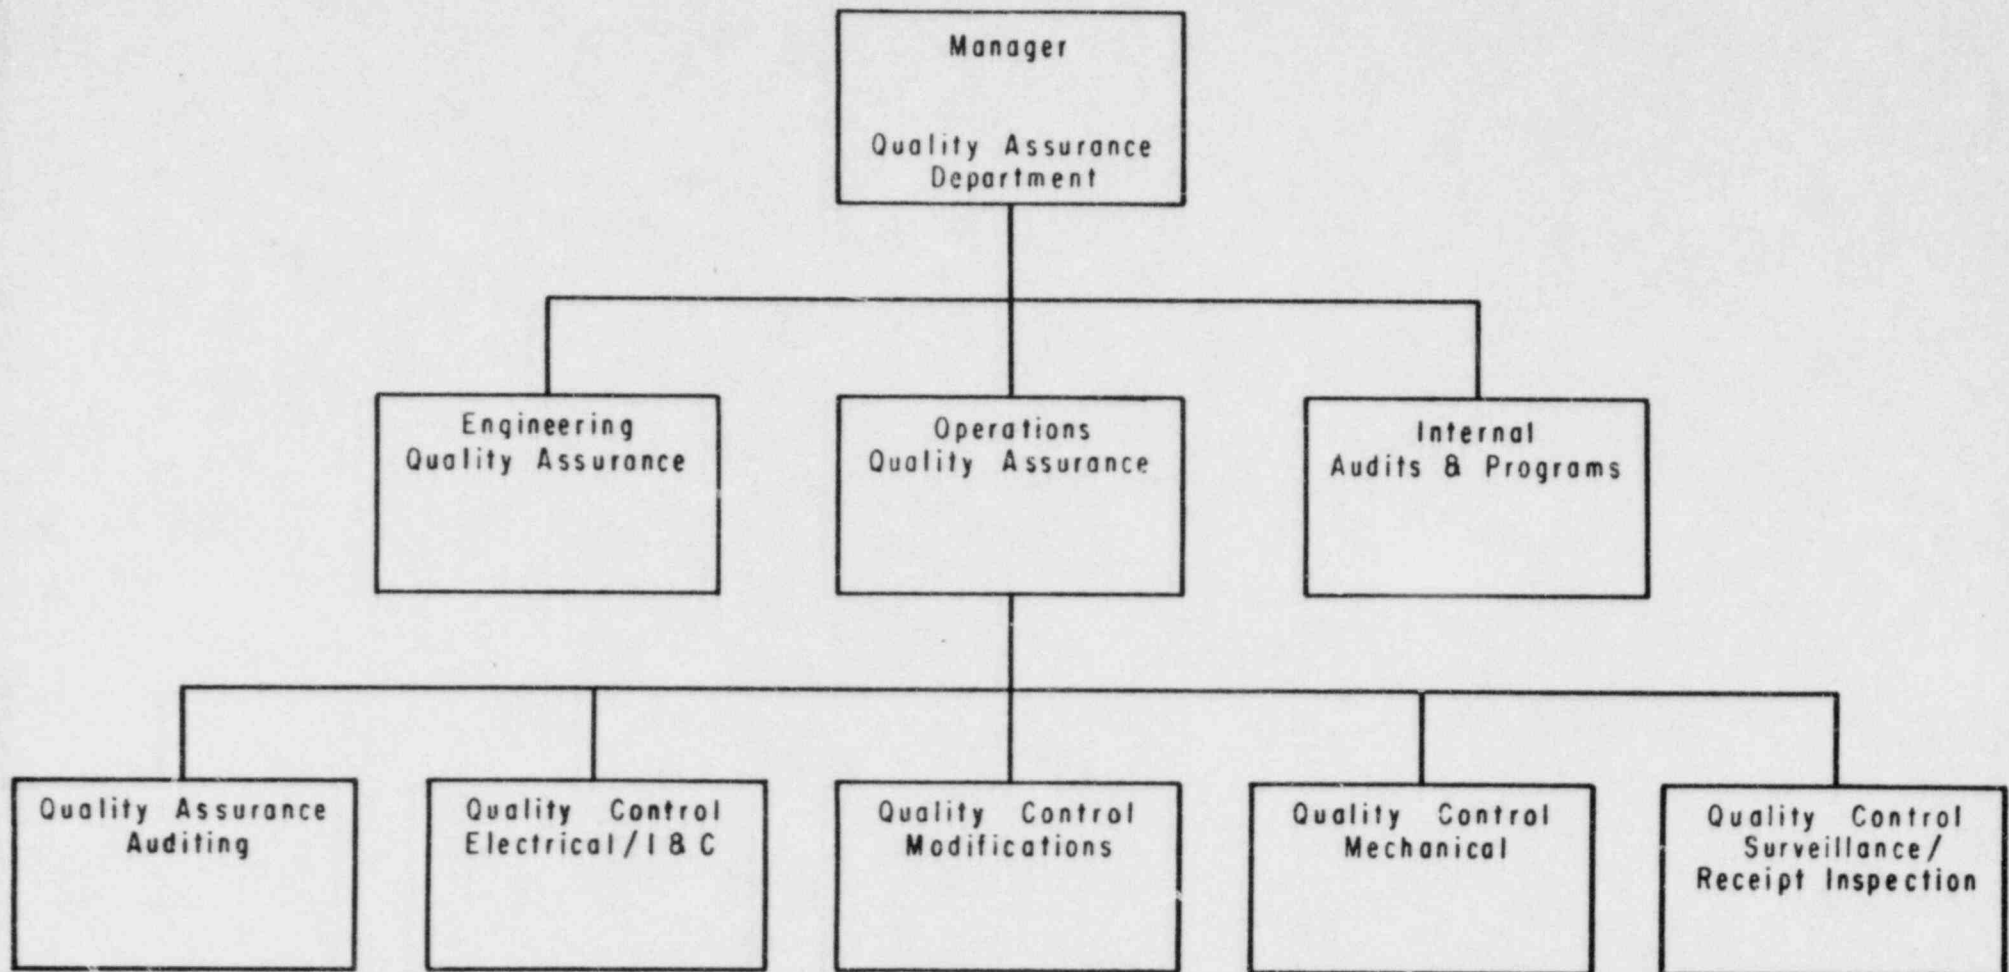 Manager
Quality Assurance
Department
Engineering
Quality Assurance
Operations
Quality Assurance
Internal
Audits & Programs
Quality Assurance
Auditing
Quality Control
Electrical/I & C
Quality Control
Modifications
Quality Control
Mechanical
Quality Control
Surveillance/
Receipt Inspection